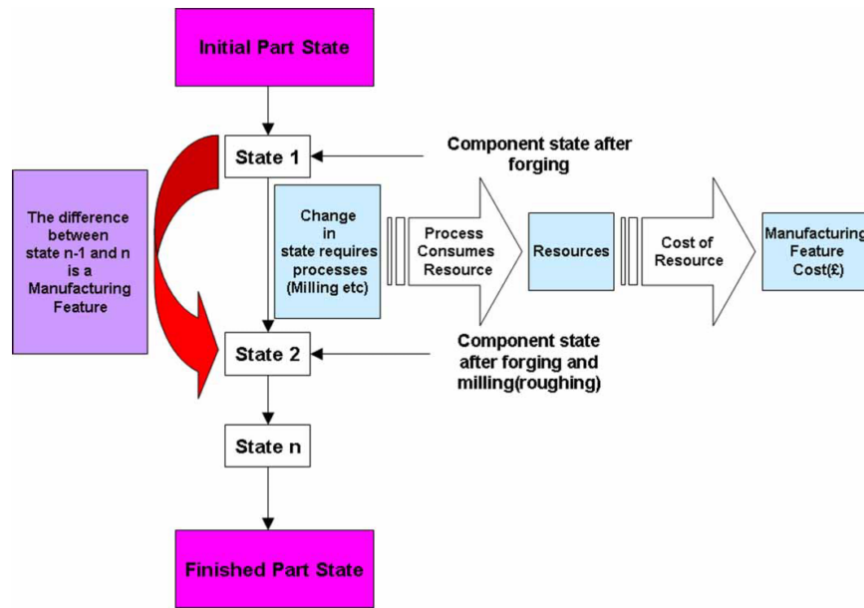 Initial Part State
State 1
Component state after
forging
The difference
between
state n-1 and n
is a
Manufacturing
Feature
Change
in
state requires
processes
(Milling etc)
Process
Consumes
Resource
Resources
Cost of
Resource
Manufacturing
Feature
Cost(£)
State 2
Component state
after forging and
milling(roughing)
State n
Finished Part State